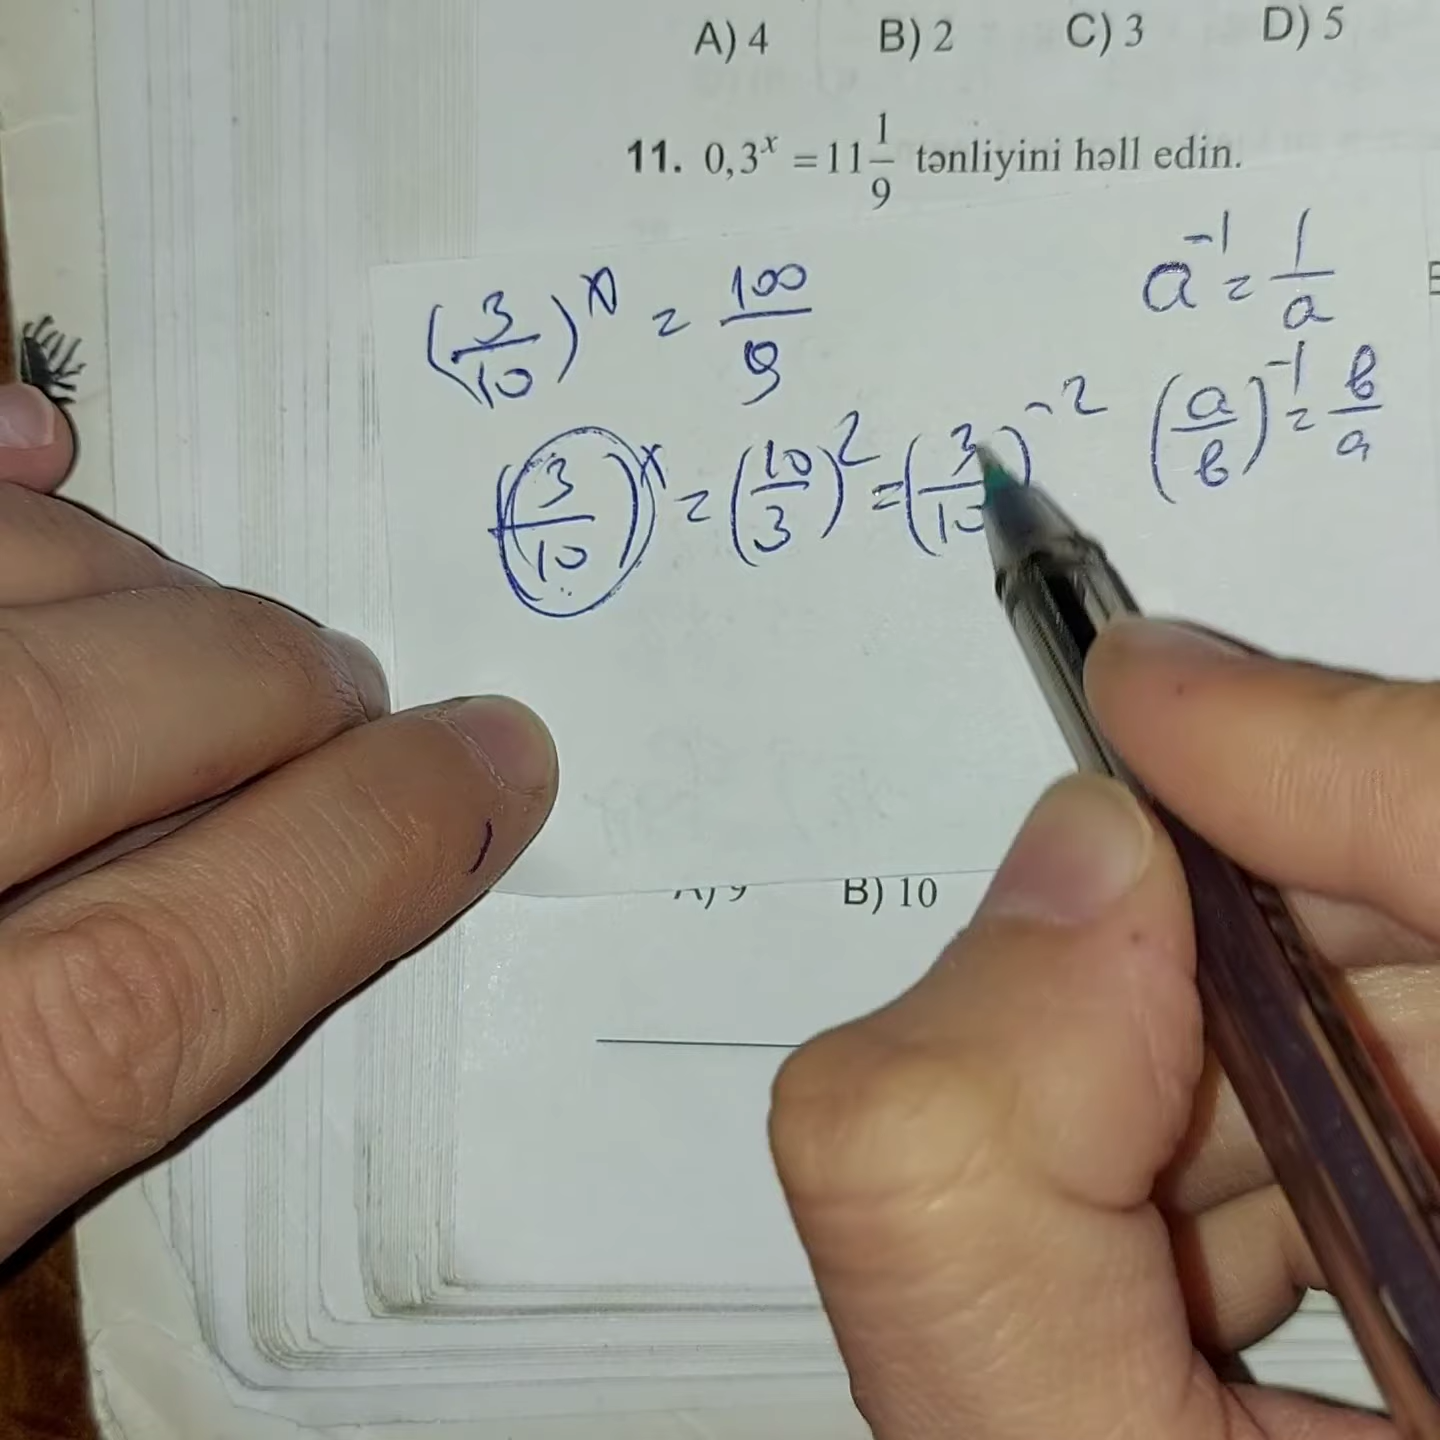 A) 4 B) 2 C) 3 D) 5
11. 0,3^x = 11 1/9 tənliyini həll edin.
a^-1 = 1/a
(3/10)^x = 100/9
(a/b)^-1 = b/a
(3/10)^x = (10/3)^2 = (3/10)^-2
B) 10